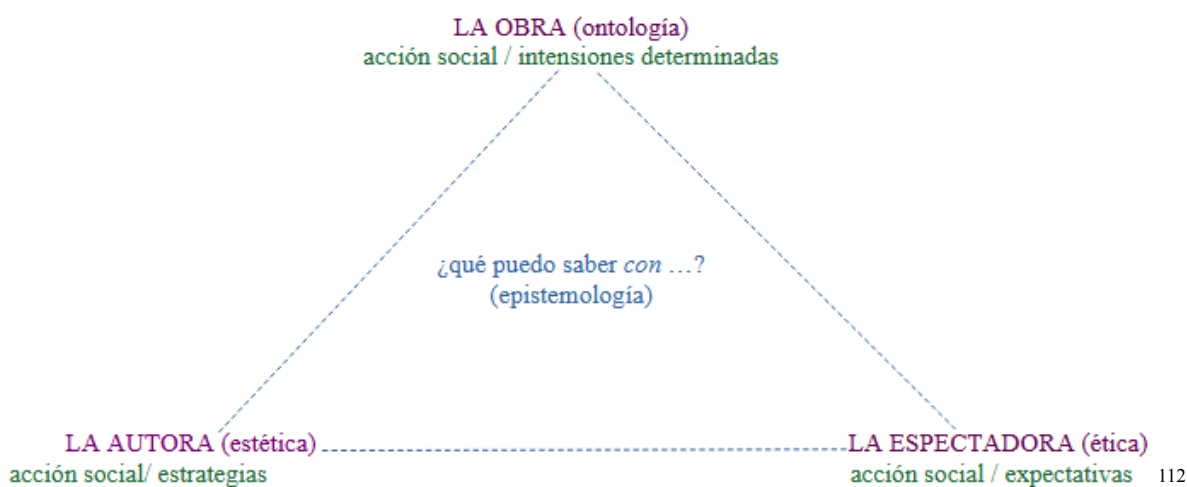 LA OBRA (ontología)
acción social / intensiones determinadas
¿qué puedo saber con …?
(epistemología)
LA AUTORA (estética)
acción social/ estrategias
LA ESPECTADORA (ética)
acción social / expectativas
112